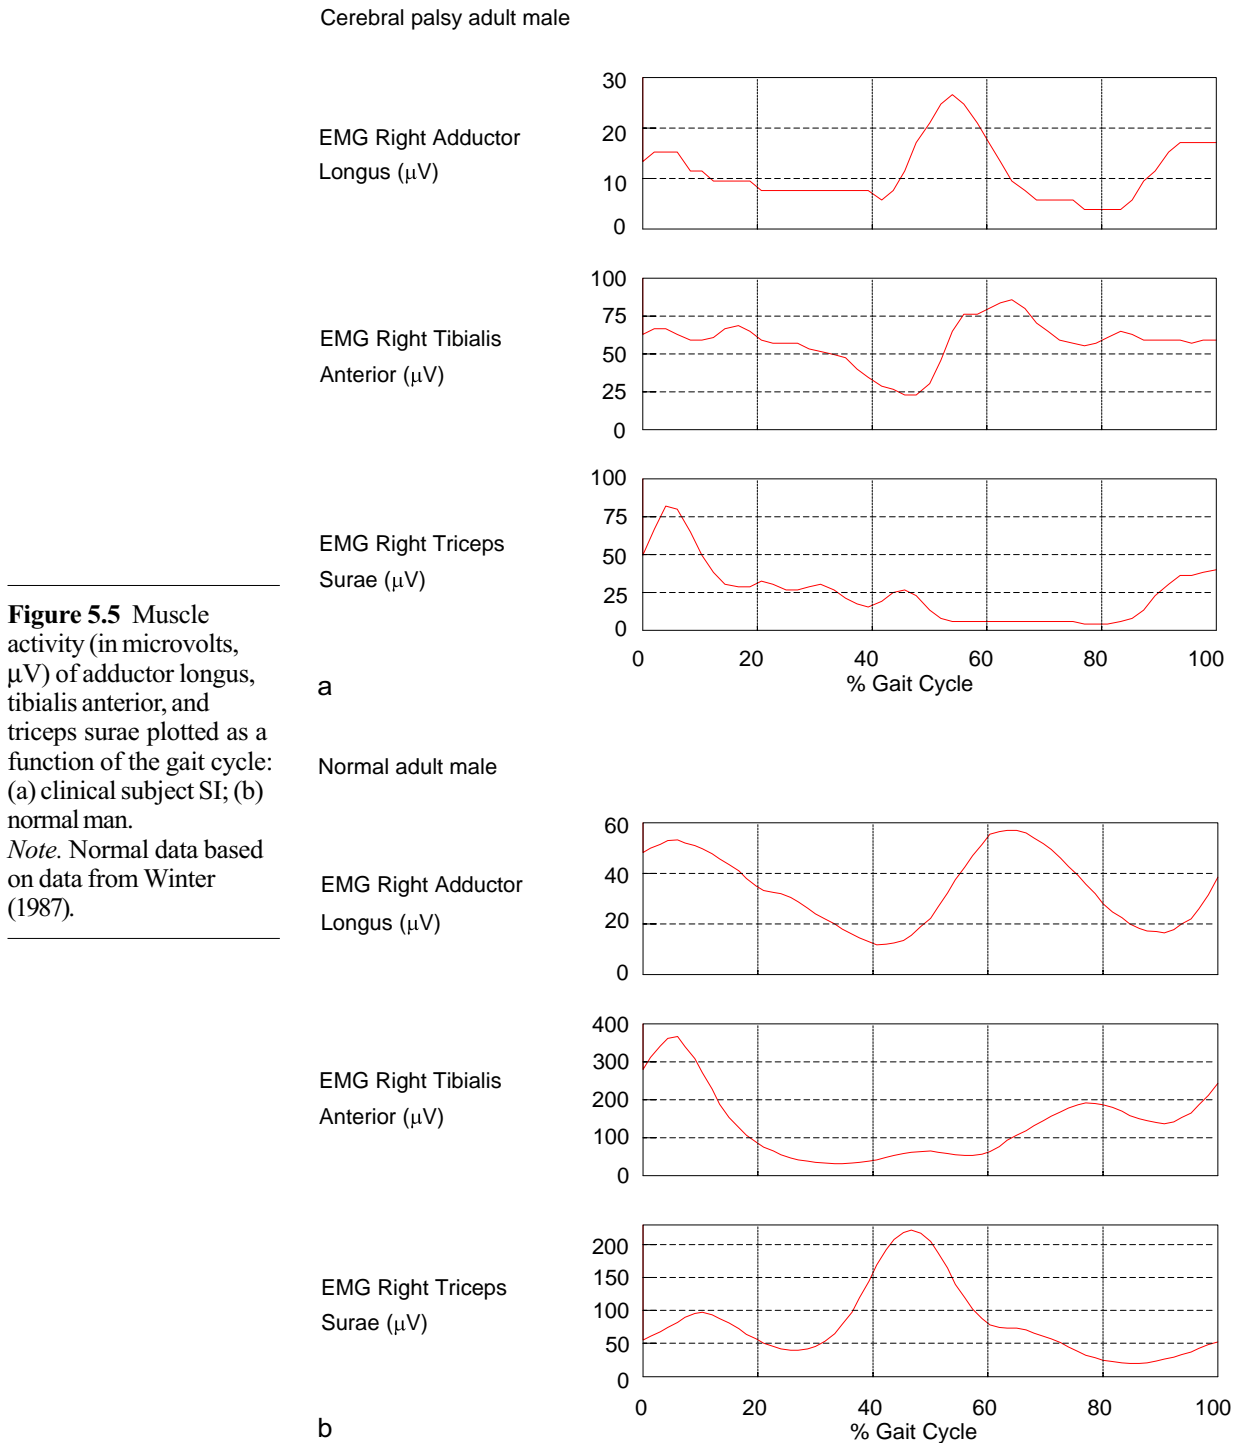 Cerebral palsy adult male
30
EMG Right Adductor
20
Longus (μV)
10
0
100
EMG Right Tibialis
75
50
Anterior (μV)
25
0
100
75
EMG Right Triceps
50
Surae (μV)
25
0
0 20 40 60 80 100
% Gait Cycle
a
Figure 5.5 Muscle
activity (in microvolts,
μV) of adductor longus,
tibialis anterior, and
triceps surae plotted as a
function of the gait cycle:
(a) clinical subject SI; (b)
normal man.
Note. Normal data based
on data from Winter
(1987).
Normal adult male
60
EMG Right Adductor
40
Longus (μV)
20
0
400
300
EMG Right Tibialis
200
Anterior (μV)
100
0
200
EMG Right Triceps
150
100
Surae (μV)
50
0
0 20 40 60 80 100
% Gait Cycle
b